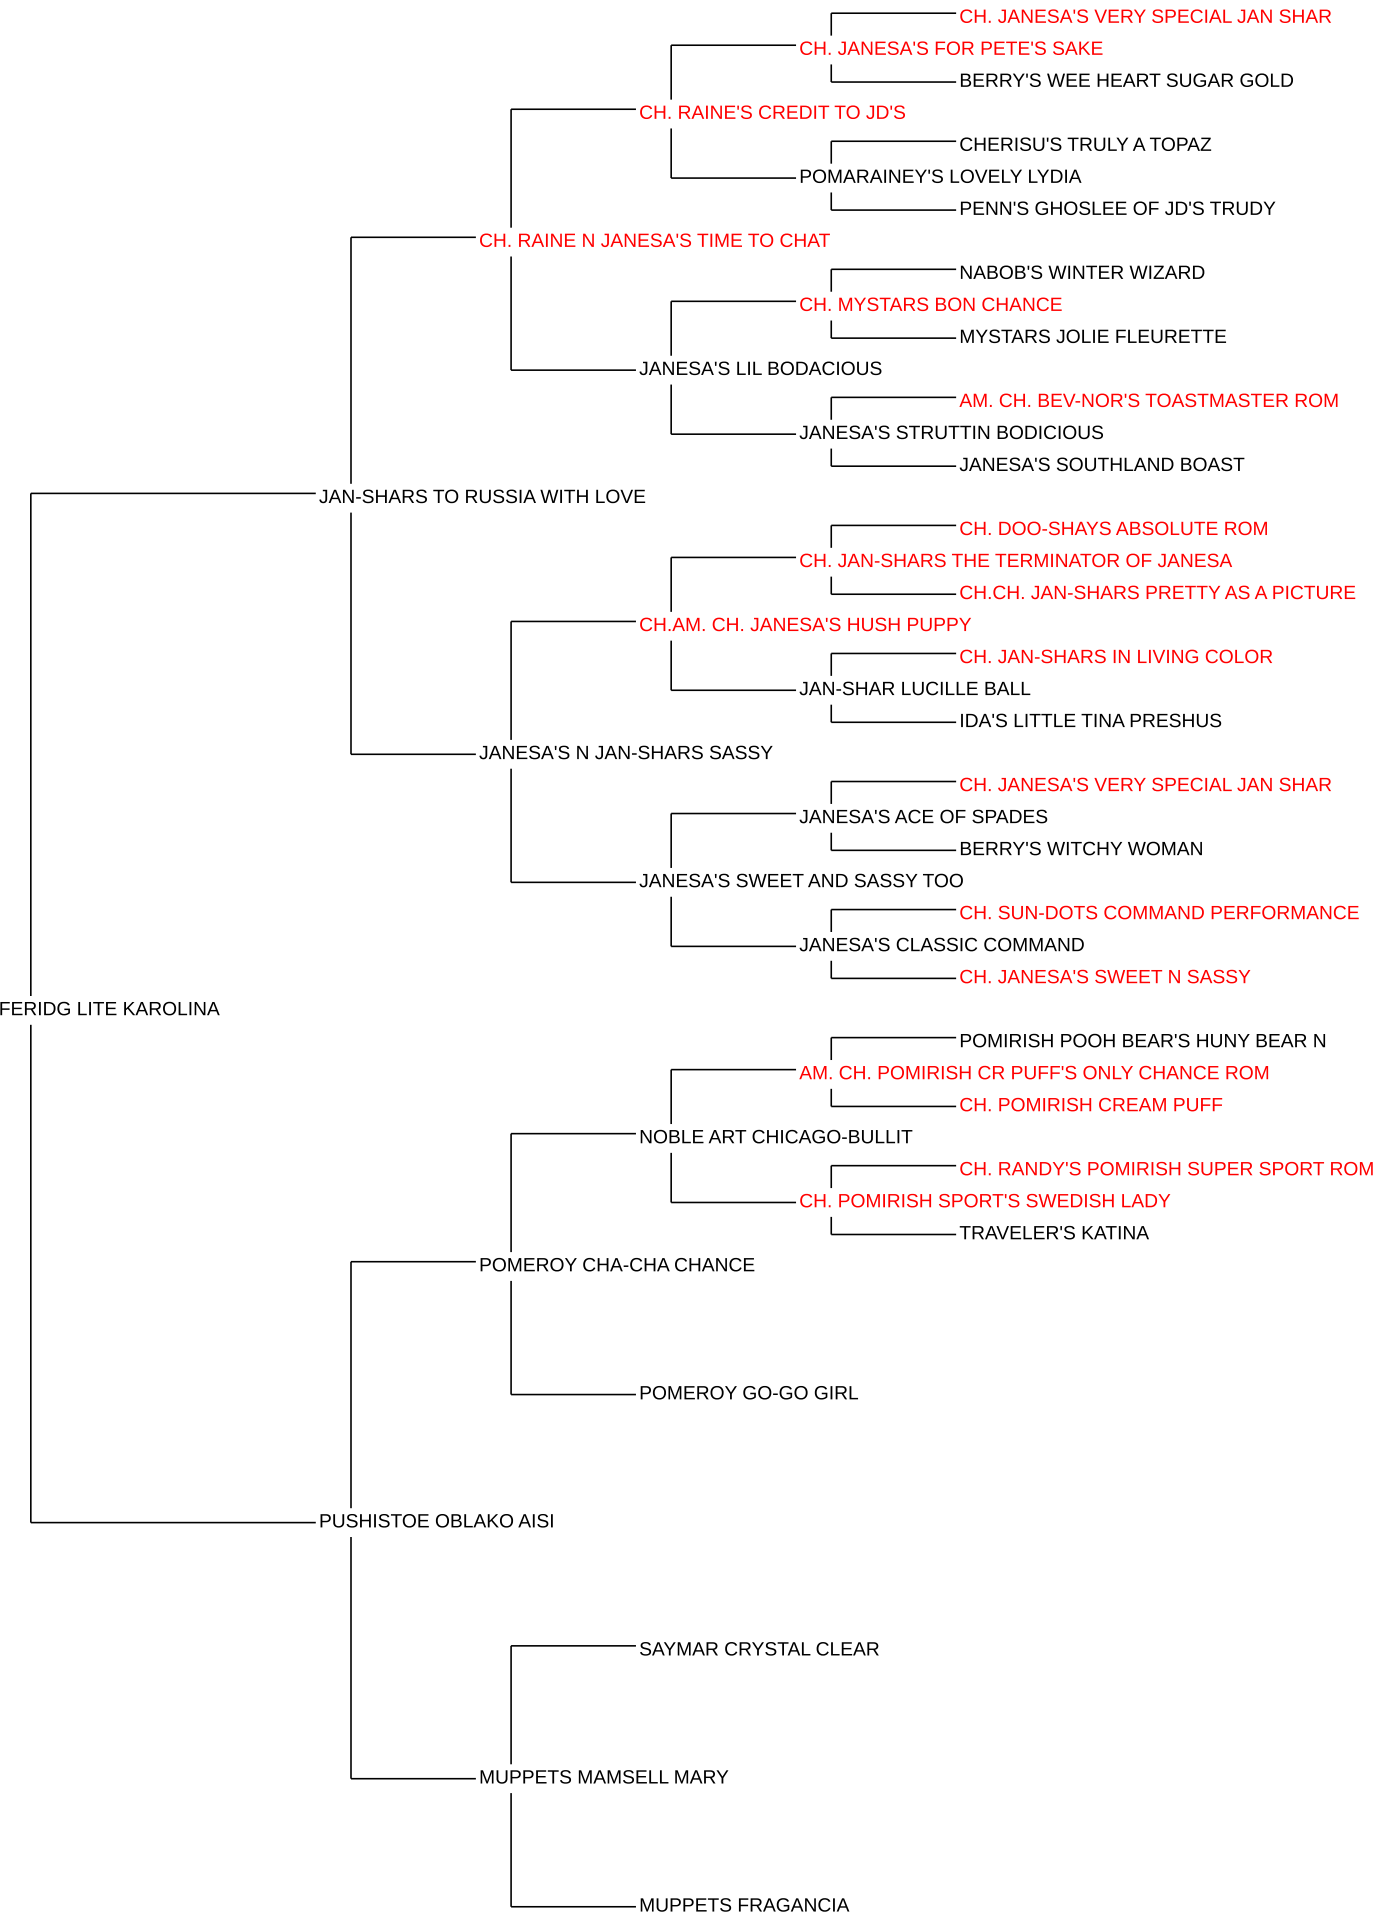 CH. JANESA'S VERY SPECIAL JAN SHAR
CH. JANESA'S FOR PETE'S SAKE
BERRY'S WEE HEART SUGAR GOLD
CH. RAINE'S CREDIT TO JD'S
CHERISU'S TRULY A TOPAZ
POMARAINEY'S LOVELY LYDIA
PENN'S GHOSLEE OF JD'S TRUDY
CH. RAINE N JANESA'S TIME TO CHAT
NABOB'S WINTER WIZARD
CH. MYSTARS BON CHANCE
MYSTARS JOLIE FLEURETTE
JANESA'S LIL BODACIOUS
AM. CH. BEV-NOR'S TOASTMASTER ROM
JANESA'S STRUTTIN BODICIOUS
JANESA'S SOUTHLAND BOAST
JAN-SHARS TO RUSSIA WITH LOVE
CH. DOO-SHAYS ABSOLUTE ROM
CH. JAN-SHARS THE TERMINATOR OF JANESA
CH.CH. JAN-SHARS PRETTY AS A PICTURE
CH.AM. CH. JANESA'S HUSH PUPPY
CH. JAN-SHARS IN LIVING COLOR
JAN-SHAR LUCILLE BALL
IDA'S LITTLE TINA PRESHUS
JANESA'S N JAN-SHARS SASSY
CH. JANESA'S VERY SPECIAL JAN SHAR
JANESA'S ACE OF SPADES
BERRY'S WITCHY WOMAN
JANESA'S SWEET AND SASSY TOO
CH. SUN-DOTS COMMAND PERFORMANCE
JANESA'S CLASSIC COMMAND
CH. JANESA'S SWEET N SASSY
FERIDG LITE KAROLINA
POMIRISH POOH BEAR'S HUNY BEAR N
AM. CH. POMIRISH CR PUFF'S ONLY CHANCE ROM
CH. POMIRISH CREAM PUFF
NOBLE ART CHICAGO-BULLIT
CH. RANDY'S POMIRISH SUPER SPORT ROM
CH. POMIRISH SPORT'S SWEDISH LADY
TRAVELER'S KATINA
POMEROY CHA-CHA CHANCE
POMEROY GO-GO GIRL
PUSHISTOE OBLAKO AISI
SAYMAR CRYSTAL CLEAR
MUPPETS MAMSELL MARY
MUPPETS FRAGANCIA